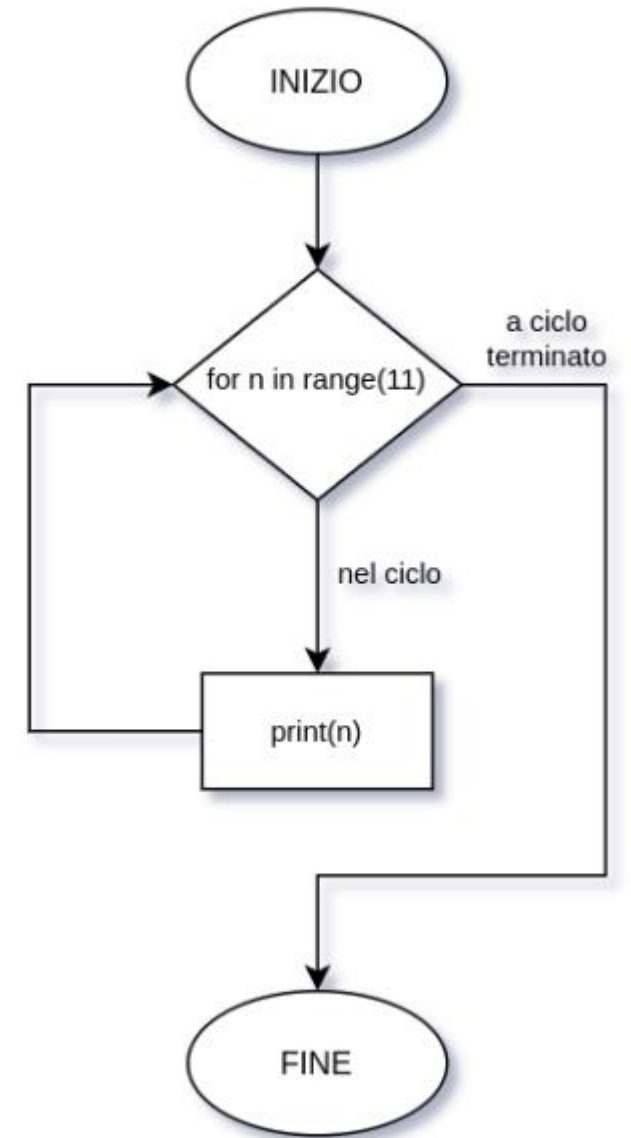 INIZIO
for n in range(11)
a ciclo
terminato
nel ciclo
print(n)
FINE